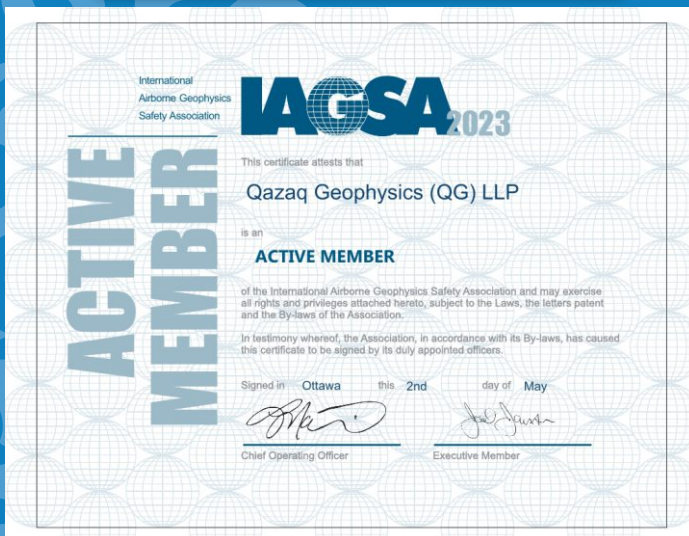 International
Airborne Geophysics
Safety Association
IAGSA 2023
ACTIVE
MEMBER
This certificate attests that
Qazaq Geophysics (QG) LLP
is an
ACTIVE MEMBER
of the International Airborne Geophysics Safety Association and may exercise
all rights and privileges attached hereto, subject to the Laws, the letters patent
and the By-laws of the Association.
In testimony whereof, the Association, in accordance with its By-laws, has caused
this certificate to be signed by its duly appointed officers.
Signed in Ottawa this 2nd day of May
Chief Operating Officer Executive Member